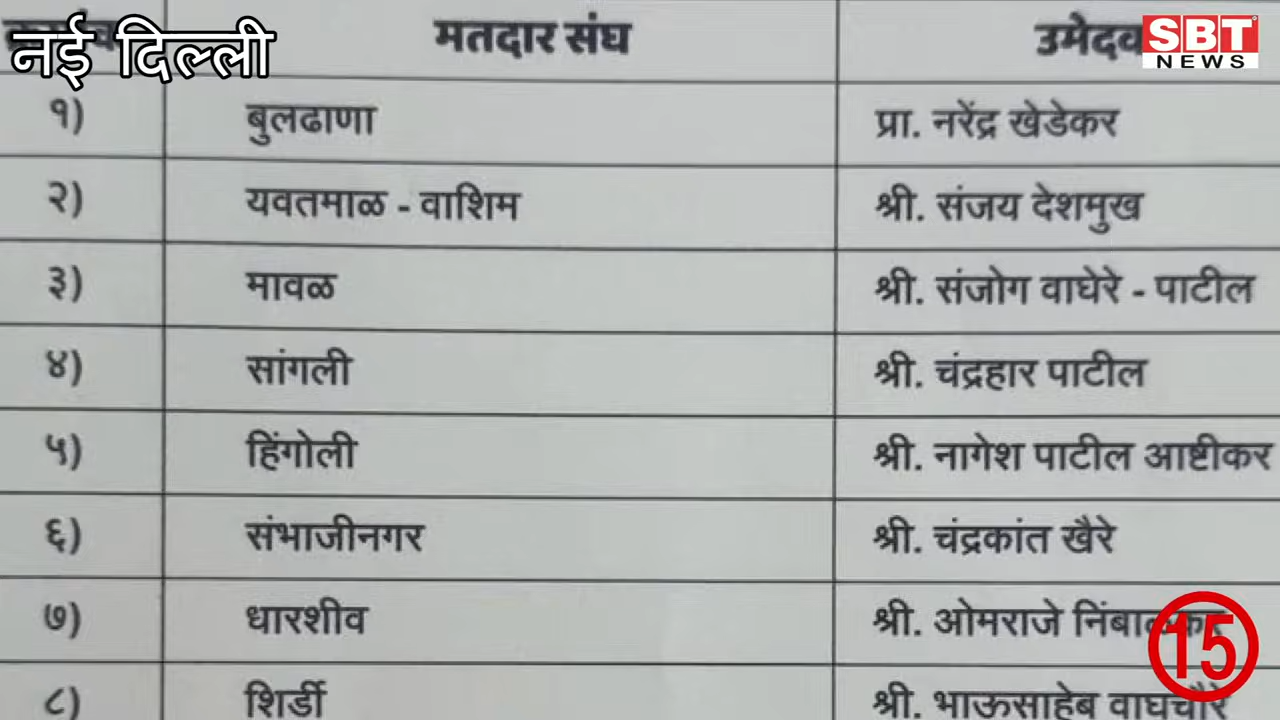 नई दिल्ली
मतदार संघ
SBT
NEWS
१) बुलढाणा प्रा. नरेंद्र खेडेकर
२) यवतमाळ - वाशिम श्री. संजय देशमुख
३) मावळ श्री. संजोग वाघेरे - पाटील
४) सांगली श्री. चंद्रहार पाटील
५) हिंगोली श्री. नागेश पाटील आष्टीकर
६) संभाजीनगर श्री. चंद्रकांत खैरे
७) धारशीव श्री. ओमराजे
८) शिर्डी श्री. भाऊसाहेब वाघचौरे
15